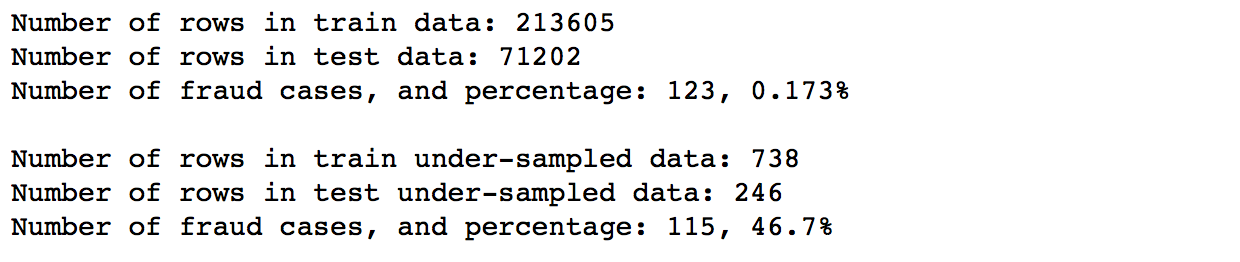 Number of rows in train data: 213605
Number of rows in test data: 71202
Number of fraud cases, and percentage: 123, 0.173%
Number of rows in train under-sampled data: 738
Number of rows in test under-sampled data: 246
Number of fraud cases, and percentage: 115, 46.7%